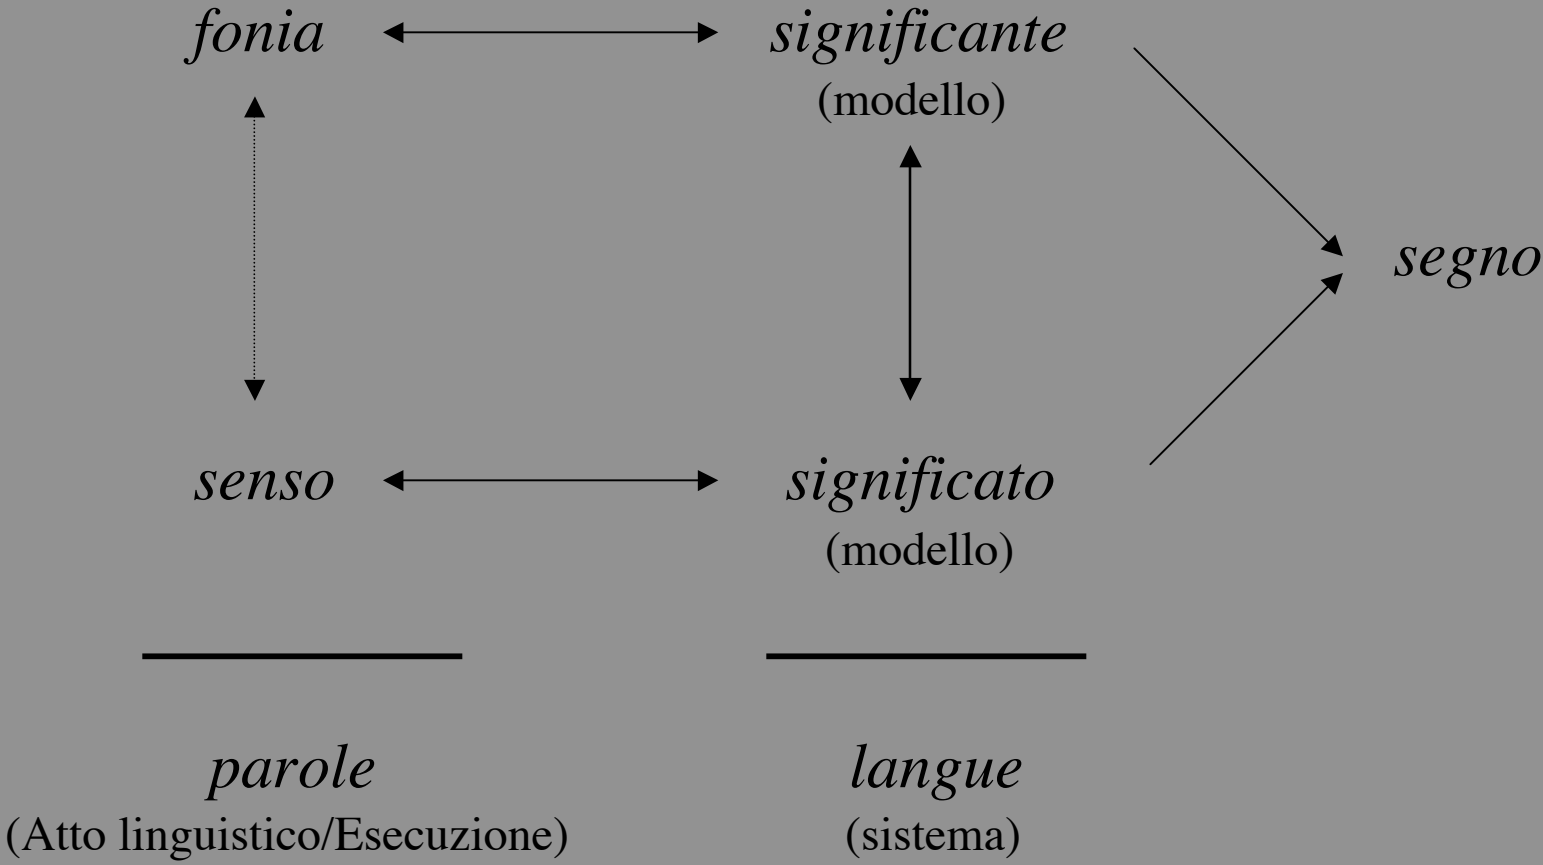 fonia significante
(modello)
segno
senso significato
(modello)
parole langue
(Atto linguistico/Esecuzione) (sistema)